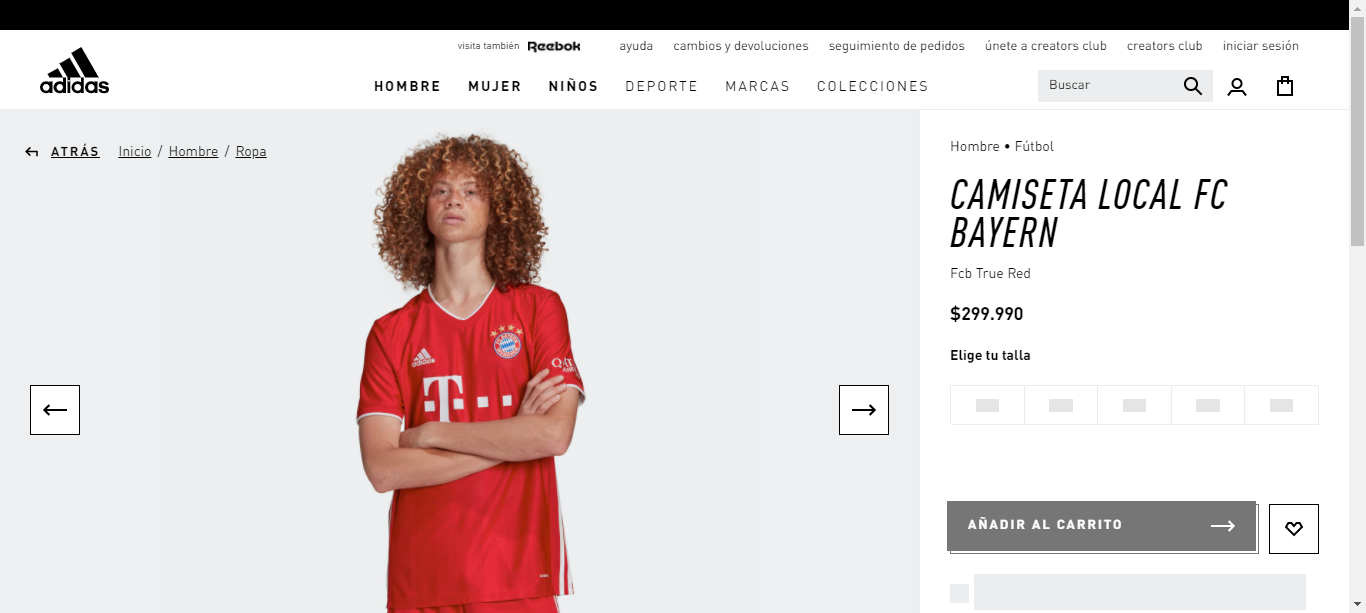 visita también Reebok ayuda cambios y devoluciones seguimiento de pedidos únete a creators club creators club iniciar sesión
adidas
HOMBRE MUJER NIÑOS DEPORTE MARCAS COLECCIONES Buscar
ATRÁS Inicio / Hombre / Ropa
Hombre • Fútbol
CAMISETA LOCAL FC
BAYERN
Fcb True Red
$299.990
Elige tu talla
adidas
T
AÑADIR AL CARRITO